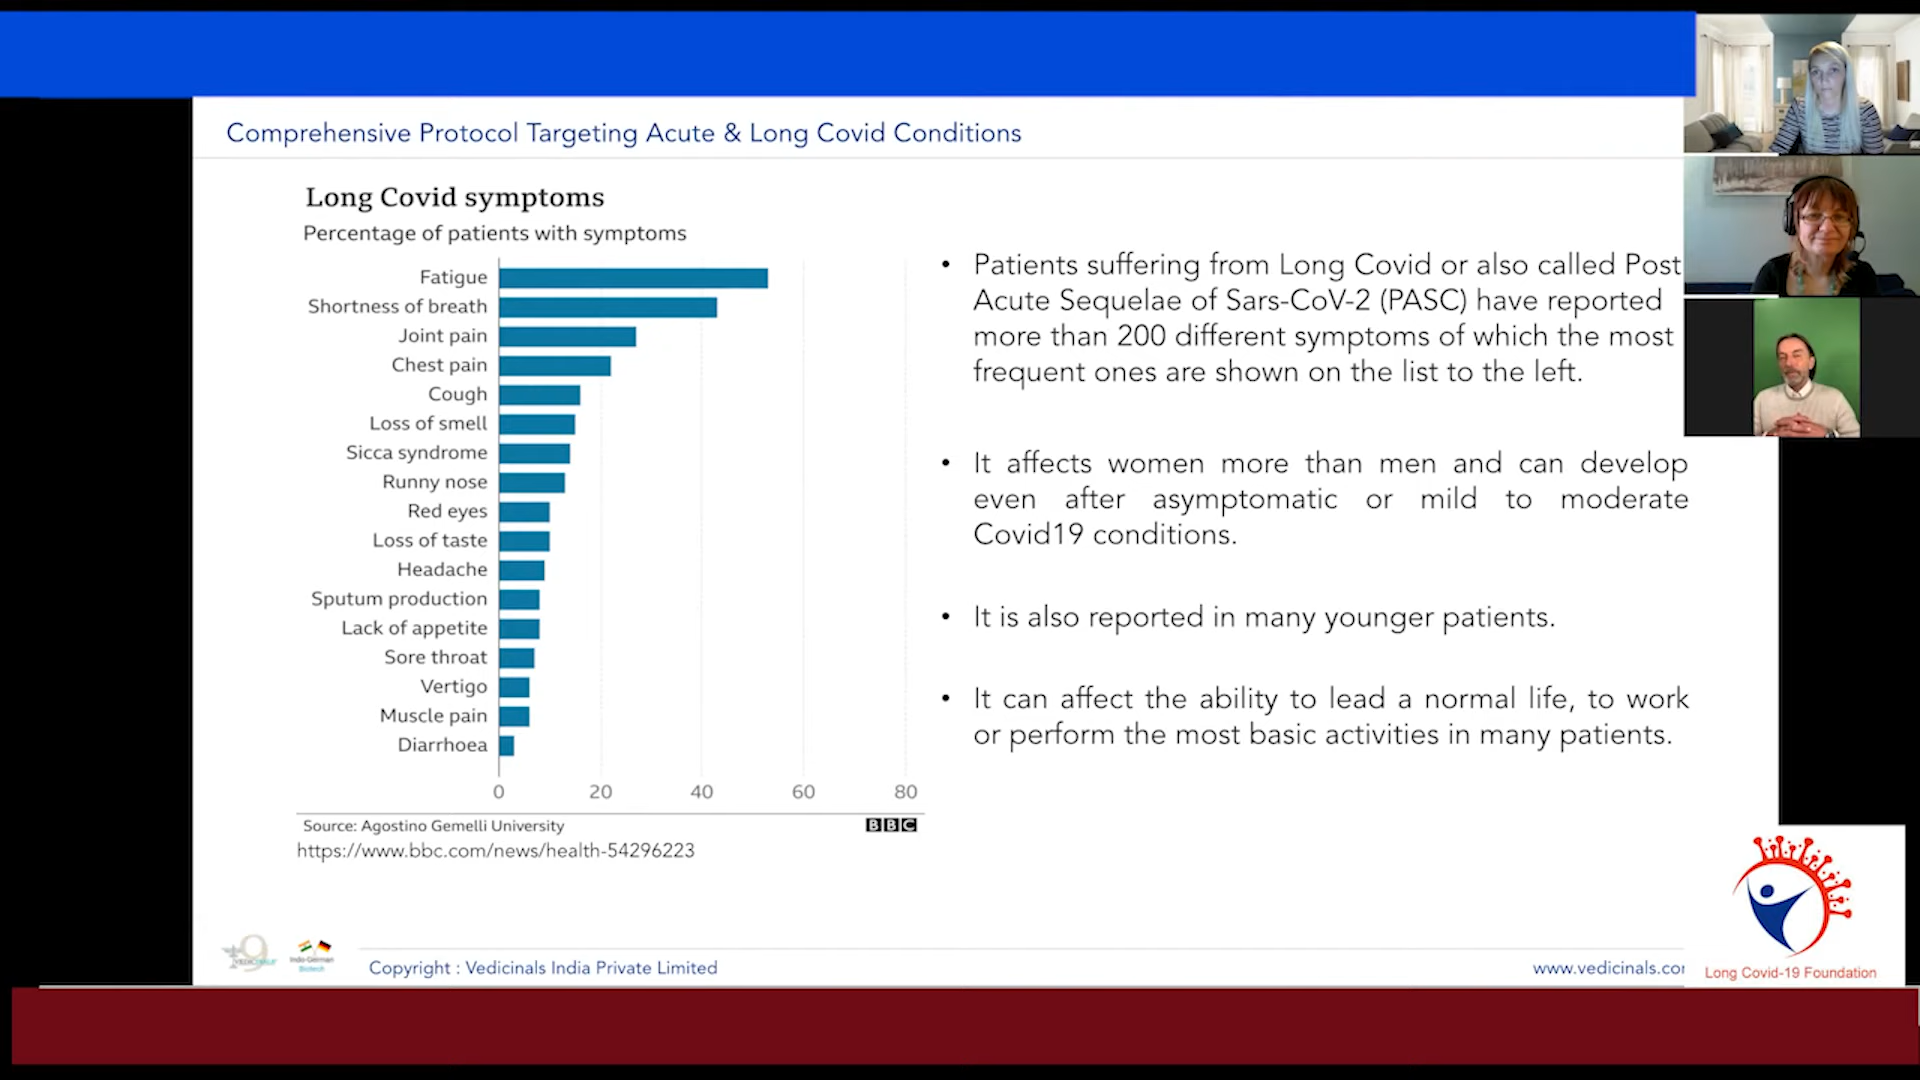 Comprehensive Protocol Targeting Acute & Long Covid Conditions
Long Covid symptoms
Percentage of patients with symptoms
Fatigue
Shortness of breath
Joint pain
Chest pain
Cough
Loss of smell
Sicca syndrome
Runny nose
Red eyes
Loss of taste
Headache
Sputum production
Lack of appetite
Sore throat
Vertigo
Muscle pain
Diarrhoea
0 20 40 60 80
Source: Agostino Gemelli University
BBC
https://www.bbc.com/news/health-54296223
• Patients suffering from Long Covid or also called Post
Acute Sequelae of Sars-CoV-2 (PASC) have reported
more than 200 different symptoms of which the most
frequent ones are shown on the list to the left.
• It affects women more than men and can develop
even after asymptomatic or mild to moderate
Covid19 conditions.
• It is also reported in many younger patients.
• It can affect the ability to lead a normal life, to work
or perform the most basic activities in many patients.
9
Indo German
Biotech
Copyright : Vedicinals India Private Limited
www.vedicinals.co
Long Covid-19 Foundation